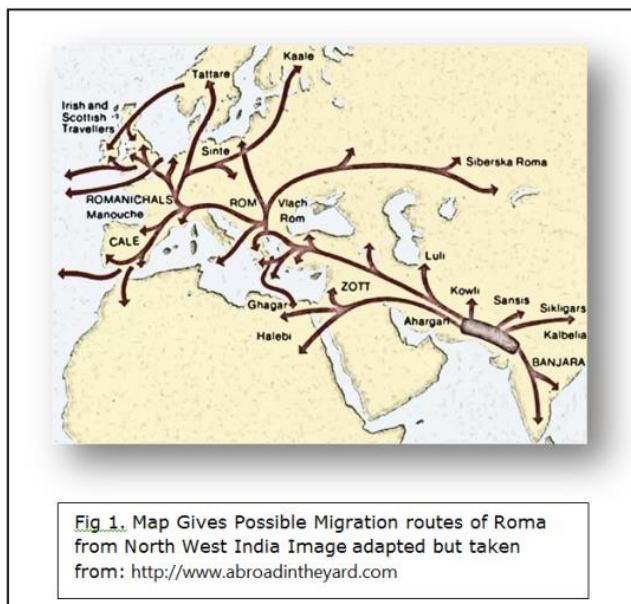 Kaale
Tattare
Irish and
Scottish
Travellers
Sinte
Siberska Roma
ROMANICHALS
Manouche
ROM
Vlach
Rom
CALE
Luli
ZOTT
Kowli
Sansis
Ghagar
Sikligars
Ahargari
Kalbelia
Halebi
BANJARA
Fig 1. Map Gives Possible Migration routes of Roma
from North West India Image adapted but taken
from: http://www.abroadintheyard.com